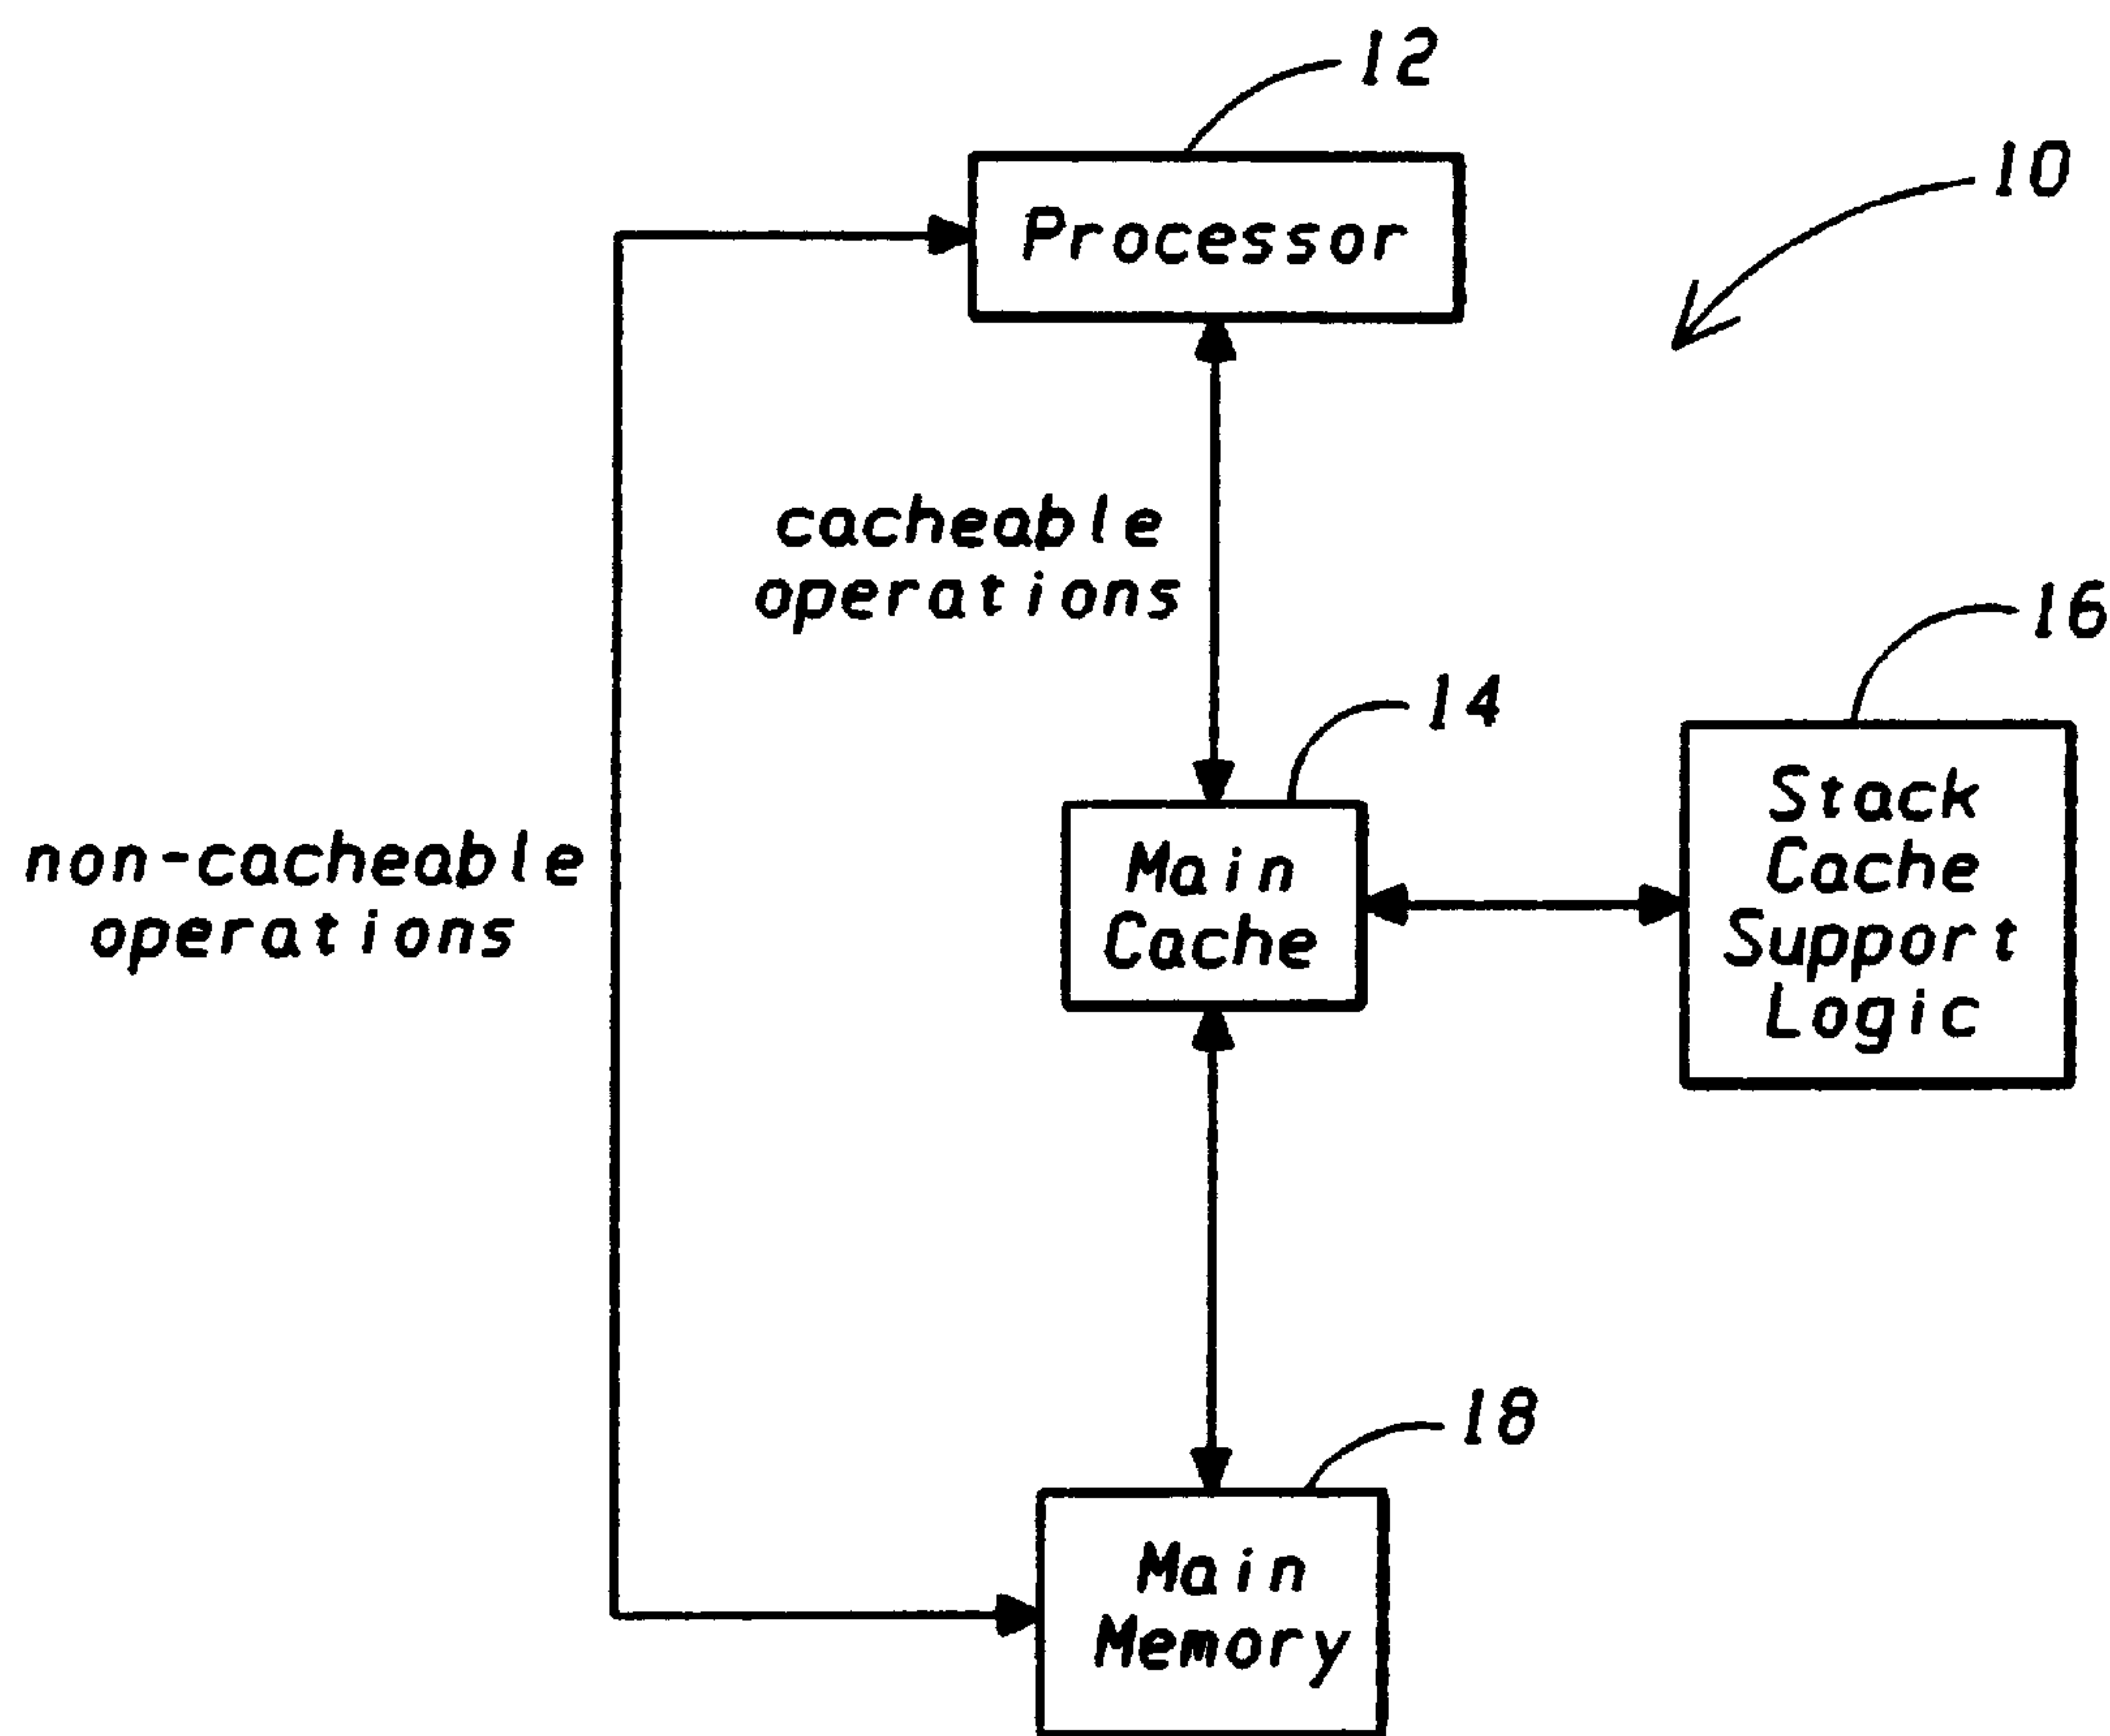 12
10
Processor
cacheable
operations
16
14
Stack
Cache
Support
Logic
Main
Cache
non-cacheable
operations
18
Main
Memory